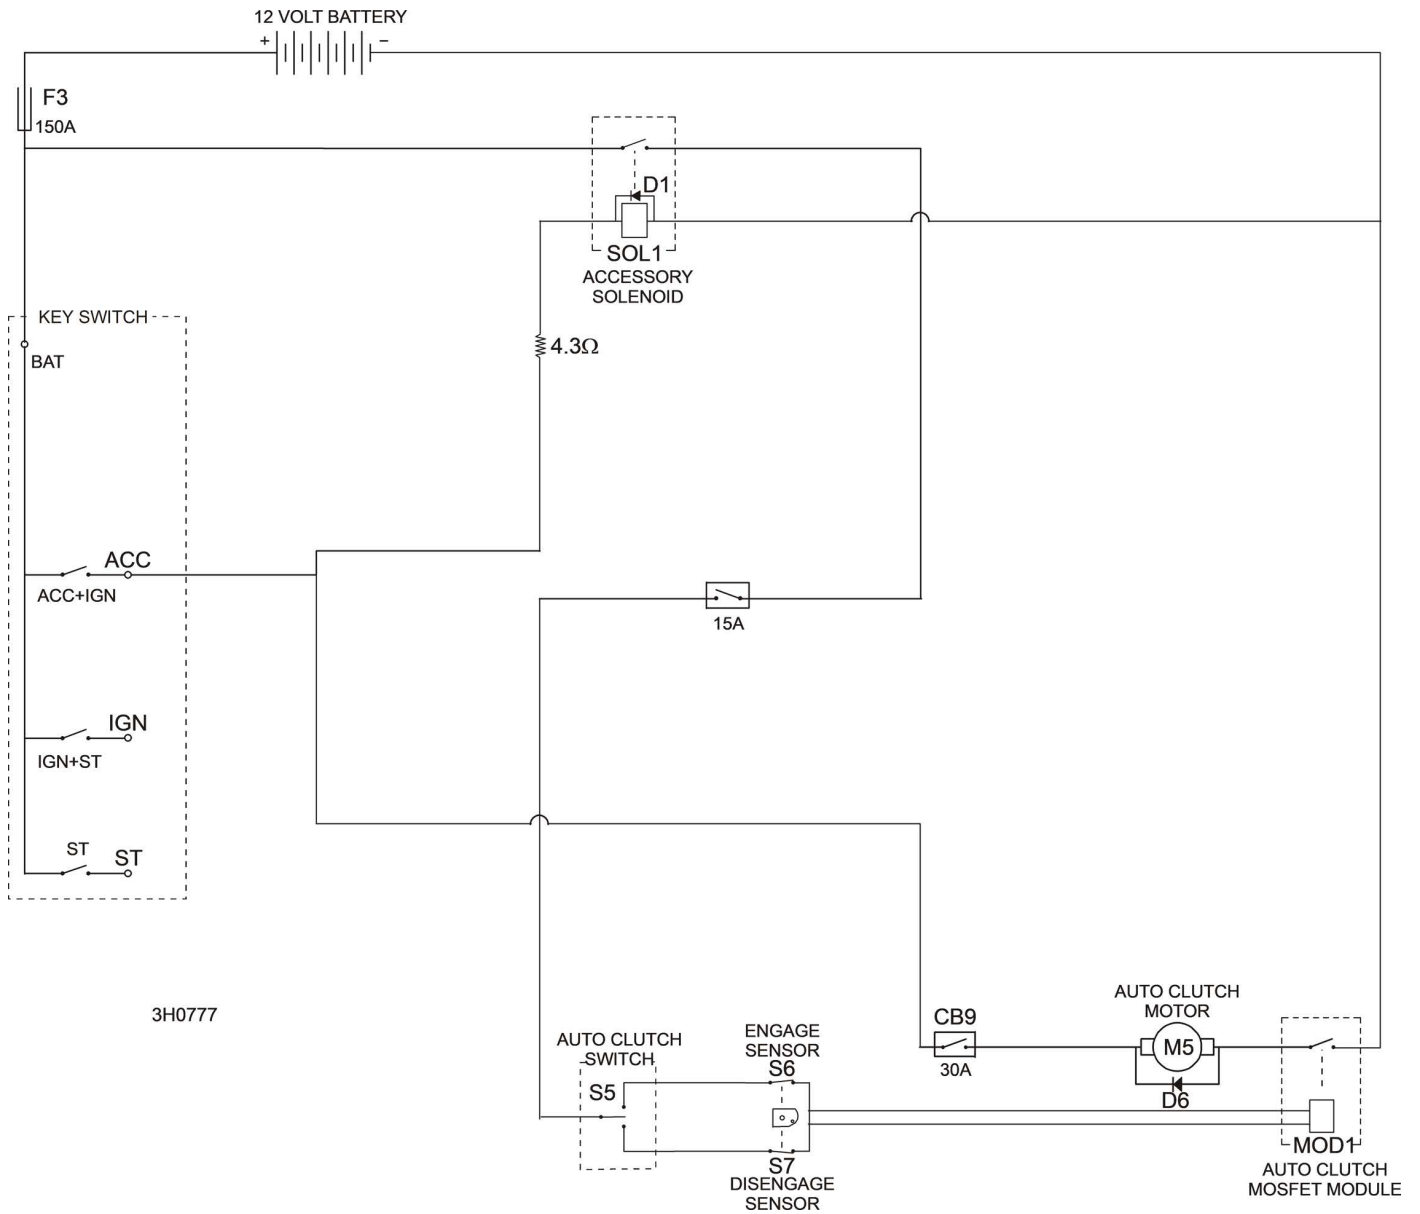 12 VOLT BATTERY
+ −
F3
150A
D1
SOL1
ACCESSORY
SOLENOID
KEY SWITCH
BAT
4.3Ω
ACC
ACC+IGN
15A
IGN
IGN+ST
ST
ST
3H0777
AUTO CLUTCH
SWITCH
S5
ENGAGE
SENSOR
S6
S7
DISENGAGE
SENSOR
CB9
30A
AUTO CLUTCH
MOTOR
M5
D6
MOD1
AUTO CLUTCH
MOSFET MODULE